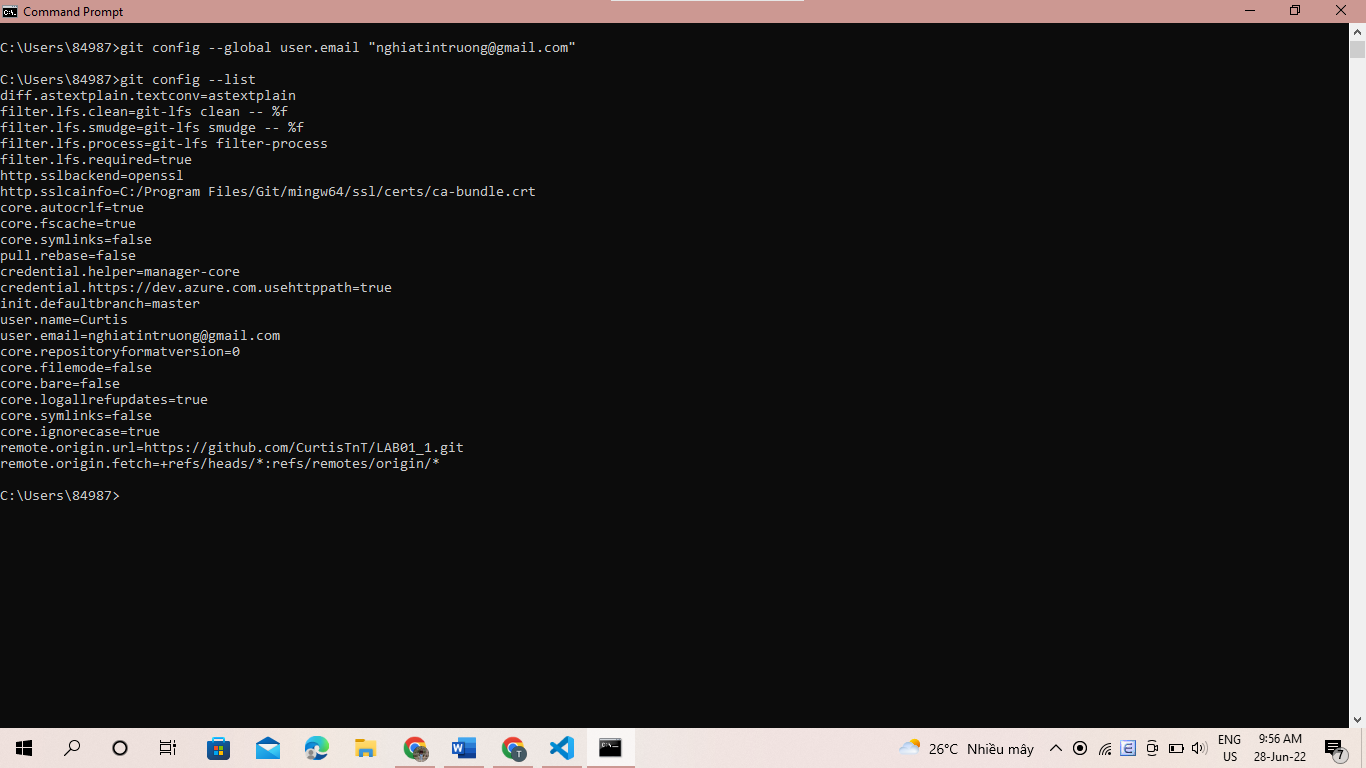 Command Prompt
C:\Users\84987>git config --global user.email "nghiatintruong@gmail.com"
C:\Users\84987>git config --list
diff.astextplain.textconv=astextplain
filter.lfs.clean=git-lfs clean -- %f
filter.lfs.smudge=git-lfs smudge -- %f
filter.lfs.process=git-lfs filter-process
filter.lfs.required=true
http.sslbackend=openssl
http.sslcainfo=C:/Program Files/Git/mingw64/ssl/certs/ca-bundle.crt
core.autocrlf=true
core.fscache=true
core.symlinks=false
pull.rebase=false
credential.helper=manager-core
credential.https://dev.azure.com.usehttppath=true
init.defaultbranch=master
user.name=Curtis
user.email=nghiatintruong@gmail.com
core.repositoryformatversion=0
core.filemode=false
core.bare=false
core.logallrefupdates=true
core.symlinks=false
core.ignorecase=true
remote.origin.url=https://github.com/CurtisTnT/LAB01_1.git
remote.origin.fetch=+refs/heads/*:refs/remotes/origin/*
C:\Users\84987>
26°C Nhiều mây
ENG
US
9:56 AM
28-Jun-22
7